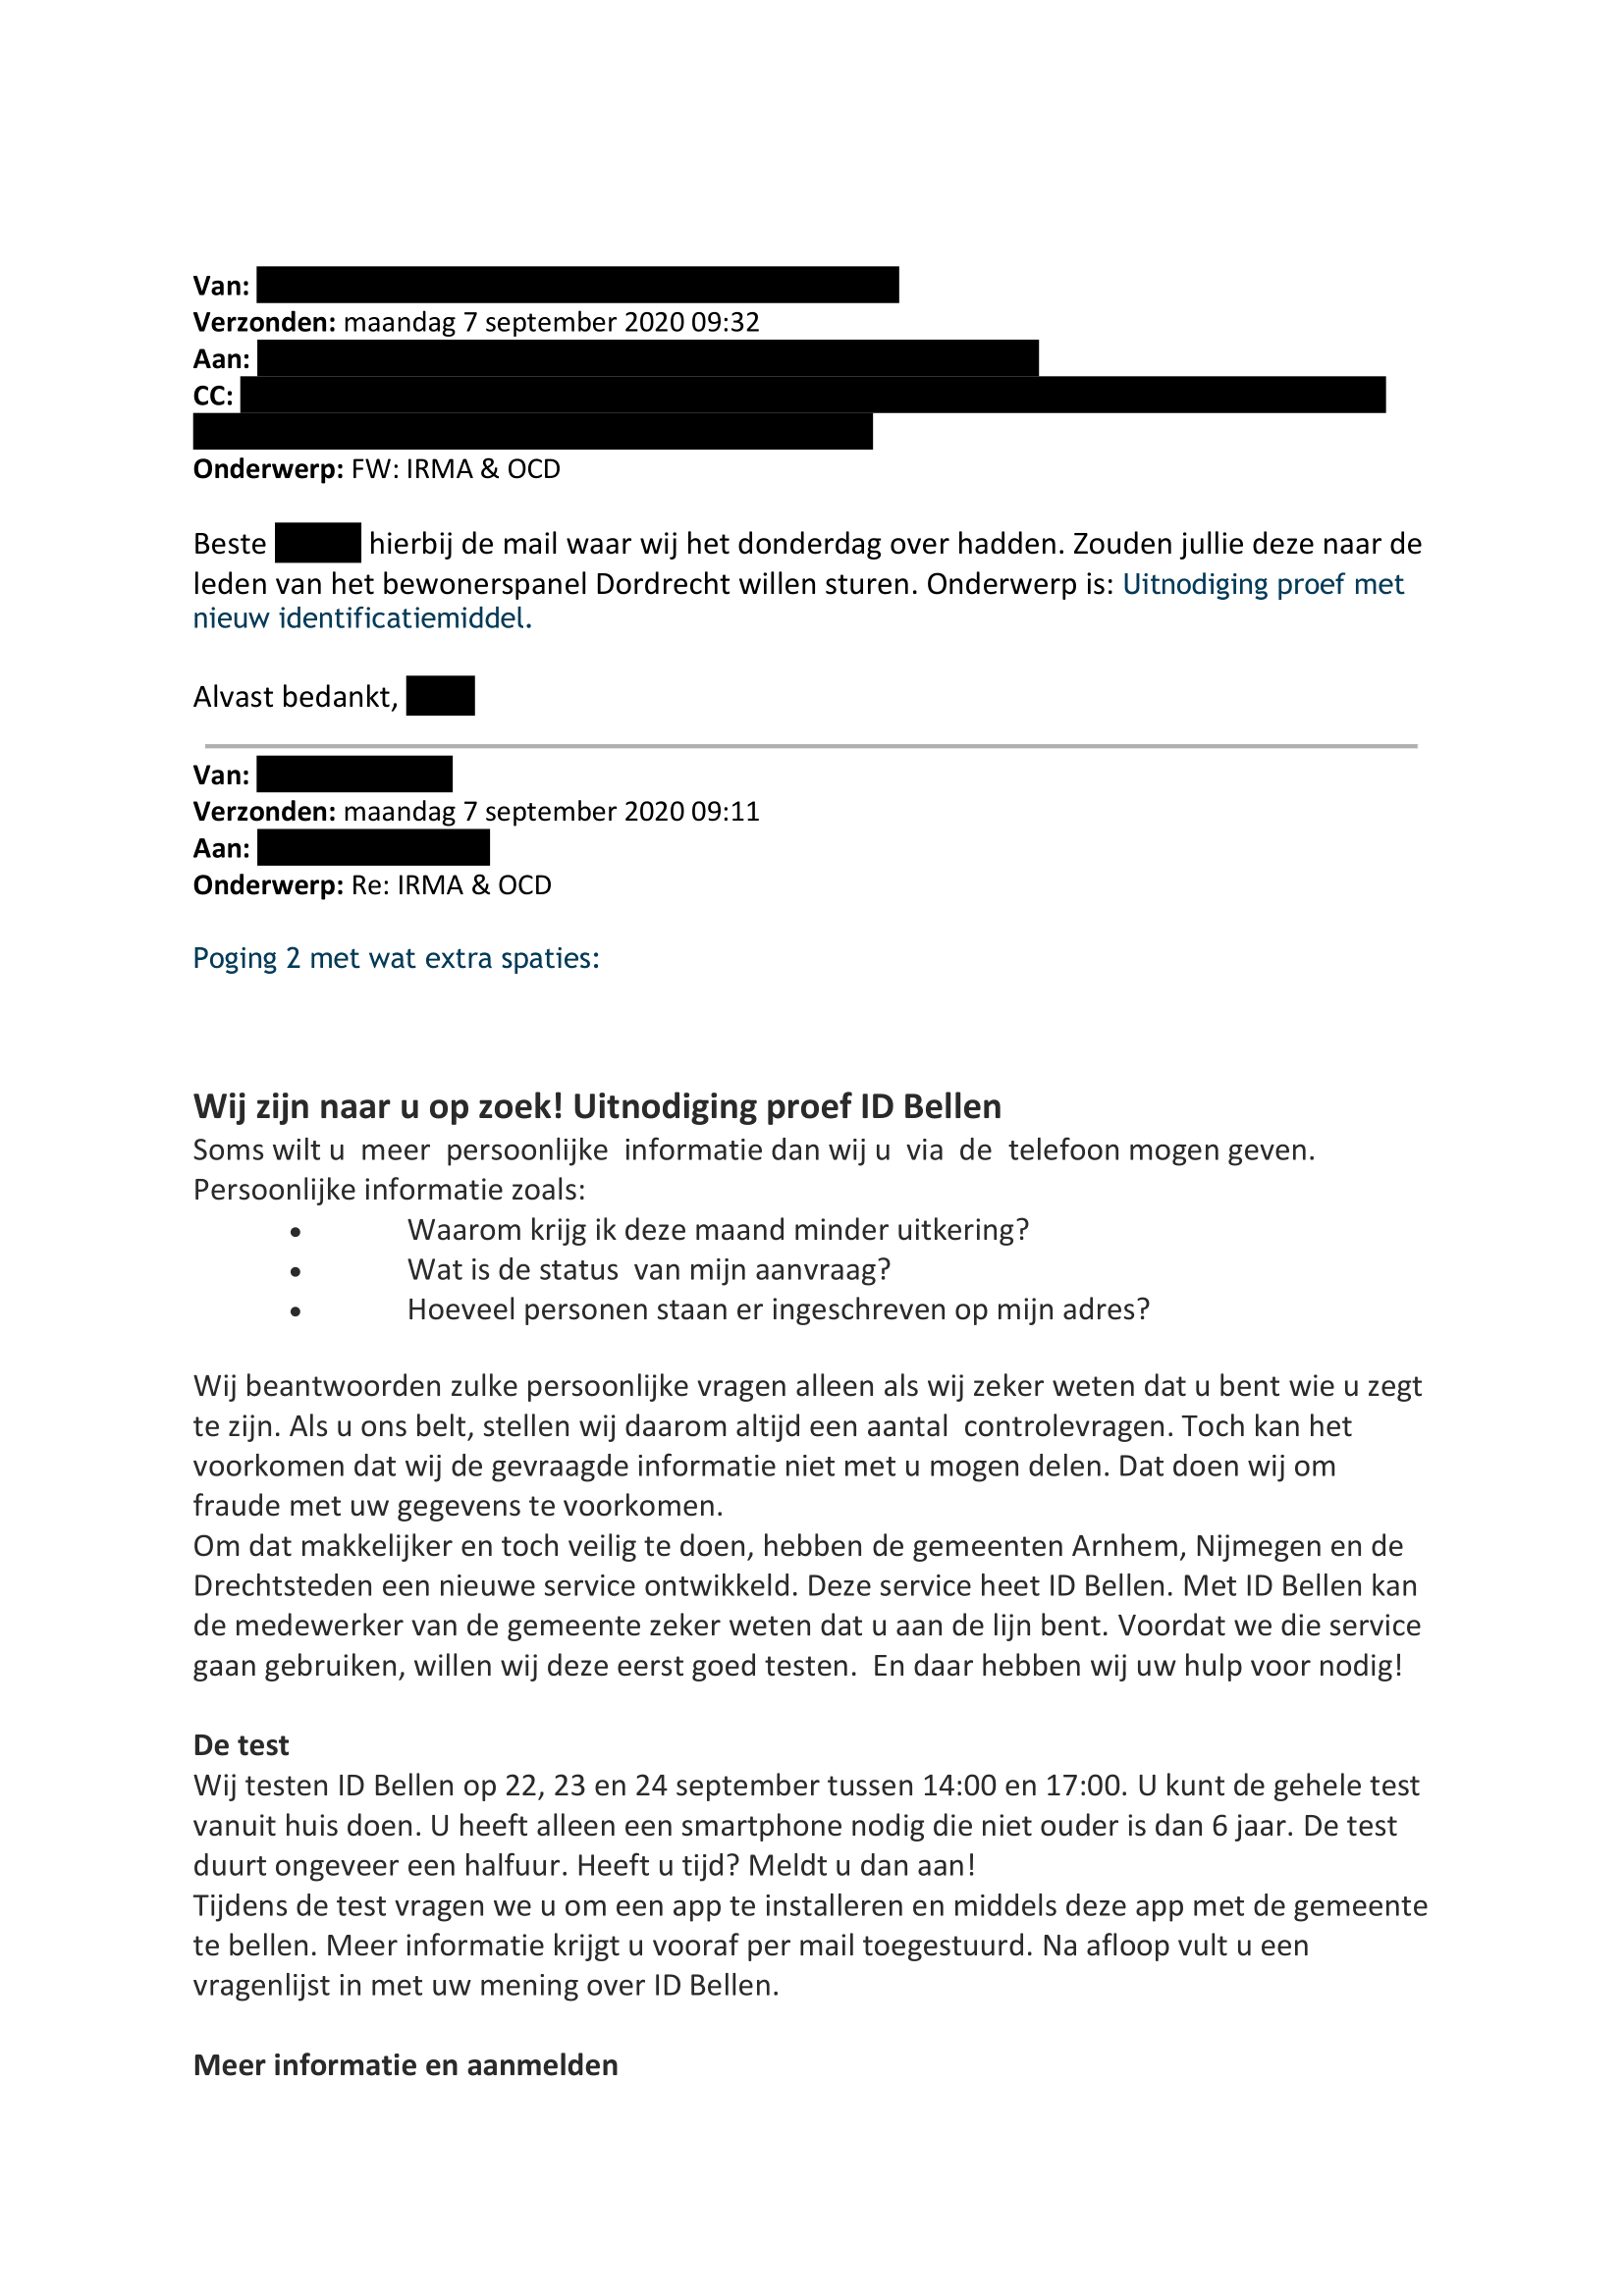 Van:
Verzonden: maandag 7 september 2020 09:32
Aan:
CC:
Onderwerp: FW: IRMA & OCD
Beste hierbij de mail waar wij het donderdag over hadden. Zouden jullie deze naar de
leden van het bewonerspanel Dordrecht willen sturen. Onderwerp is: Uitnodiging proef met
nieuw identificatiemiddel.
Alvast bedankt,
Van:
Verzonden: maandag 7 september 2020 09:11
Aan:
Onderwerp: Re: IRMA & OCD
Poging 2 met wat extra spaties:
Wij zijn naar u op zoek! Uitnodiging proef ID Bellen
Soms wilt u  meer  persoonlijke  informatie dan wij u  via  de  telefoon mogen geven.
Persoonlijke informatie zoals:
• Waarom krijg ik deze maand minder uitkering?
• Wat is de status  van mijn aanvraag?
• Hoeveel personen staan er ingeschreven op mijn adres?
Wij beantwoorden zulke persoonlijke vragen alleen als wij zeker weten dat u bent wie u zegt
te zijn. Als u ons belt, stellen wij daarom altijd een aantal  controlevragen. Toch kan het
voorkomen dat wij de gevraagde informatie niet met u mogen delen. Dat doen wij om
fraude met uw gegevens te voorkomen.
Om dat makkelijker en toch veilig te doen, hebben de gemeenten Arnhem, Nijmegen en de
Drechtsteden een nieuwe service ontwikkeld. Deze service heet ID Bellen. Met ID Bellen kan
de medewerker van de gemeente zeker weten dat u aan de lijn bent. Voordat we die service
gaan gebruiken, willen wij deze eerst goed testen.  En daar hebben wij uw hulp voor nodig!
De test
Wij testen ID Bellen op 22, 23 en 24 september tussen 14:00 en 17:00. U kunt de gehele test
vanuit huis doen. U heeft alleen een smartphone nodig die niet ouder is dan 6 jaar. De test
duurt ongeveer een halfuur. Heeft u tijd? Meldt u dan aan!
Tijdens de test vragen we u om een app te installeren en middels deze app met de gemeente
te bellen. Meer informatie krijgt u vooraf per mail toegestuurd. Na afloop vult u een
vragenlijst in met uw mening over ID Bellen.
Meer informatie en aanmelden